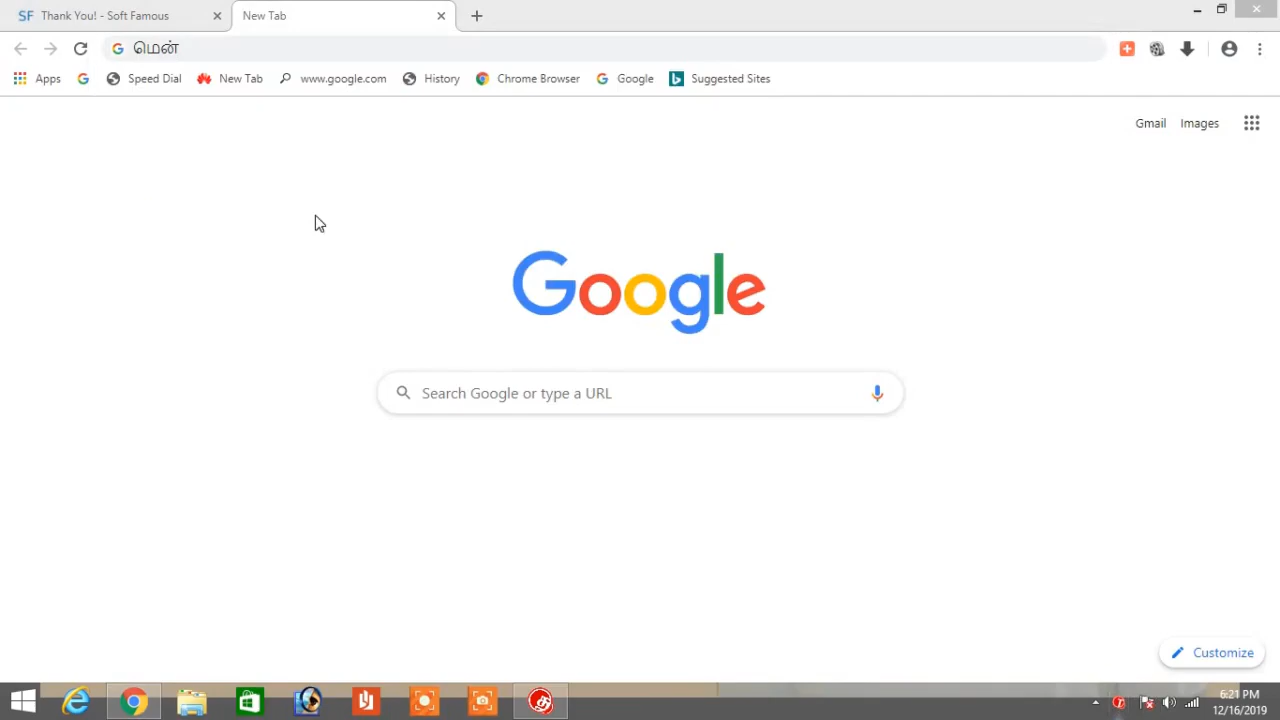 SF Thank You! - Soft Famous
New Tab
மென்
Apps
Speed Dial
New Tab
www.google.com
History
Chrome Browser
Google
Suggested Sites
Gmail
Images
Google
Search Google or type a URL
Customize
6:21 PM
12/16/2019